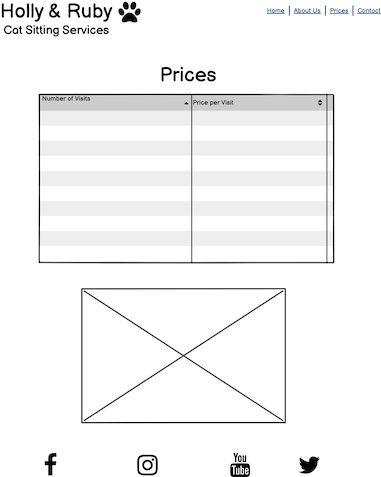 Holly & Ruby
Cat Sitting Services
Home | About Us | Prices | Contact
Prices
Number of Visits Price per Visit
You
Tube